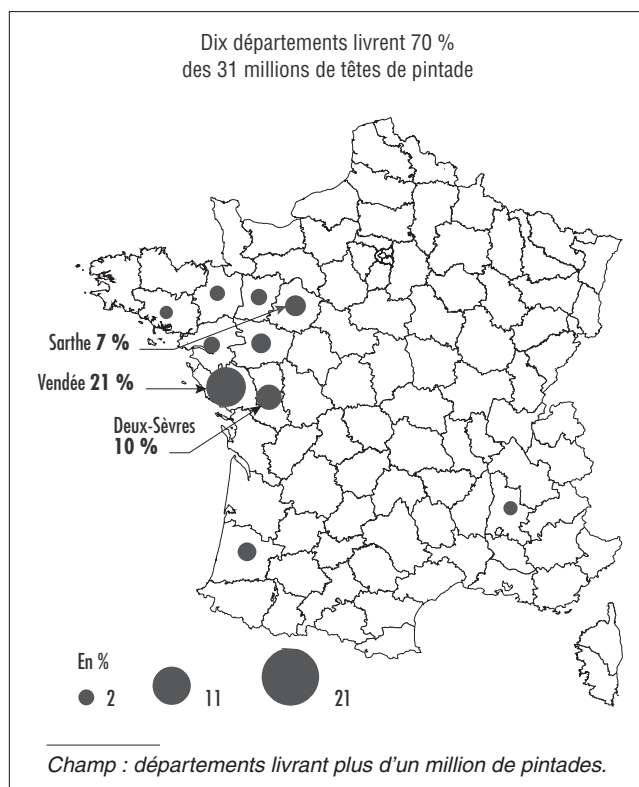 Dix départements livrent 70 %
des 31 millions de têtes de pintade
Sarthe 7 %
Vendée 21 %
Deux-Sèvres
10 %
En %
2
11
21
Champ : départements livrant plus d'un million de pintades.